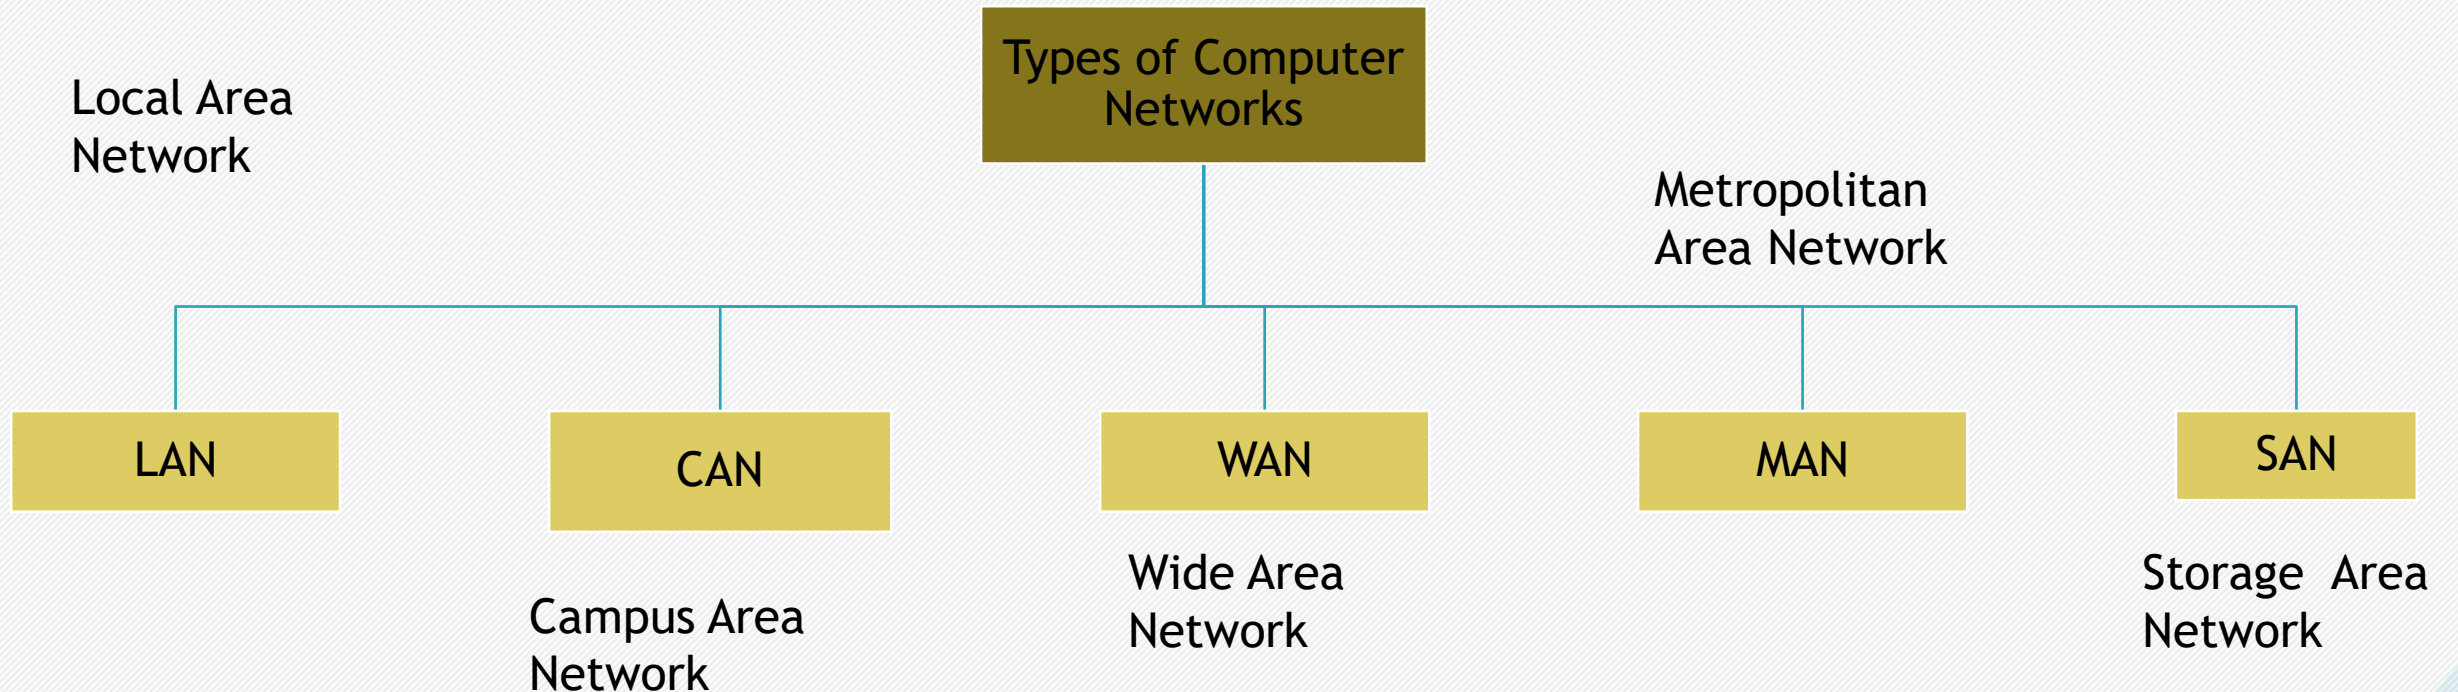 Types of Computer
Networks
Local Area
Network
Metropolitan
Area Network
LAN
CAN
WAN
MAN
SAN
Campus Area
Network
Wide Area
Network
Storage  Area
Network